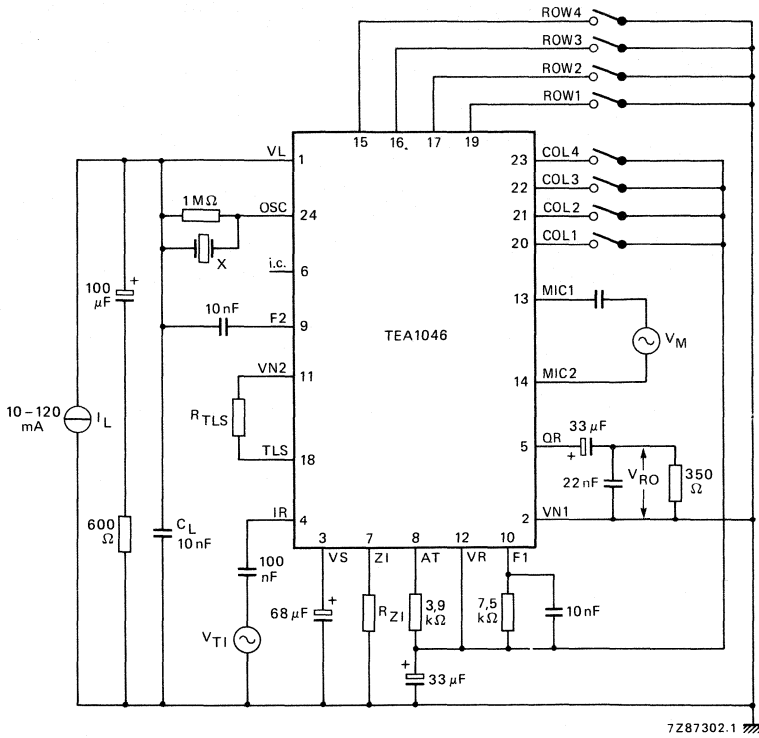 ROW4
ROW3
ROW2
ROW1
15 16. 17 19
VL 1
23 COL4
22 COL3
21 COL2
20 COL1
1 MΩ
OSC 24
X
i.c. 6
100 μF
+
10 nF
F2 9
TEA1046
13 MIC1
VM
14 MIC2
VN2 11
RTLS
TLS 18
10–120 mA
IL
5 QR
33 μF
+
22 nF
VRO
350 Ω
2 VN1
IR 4
600 Ω
CL 10 nF
3 7 8 12 10
VS ZI AT VR F1
100 nF
68 μF
+
RZI
3,9 kΩ
7,5 kΩ
10 nF
VTI
+
33 μF
7Z87302.1